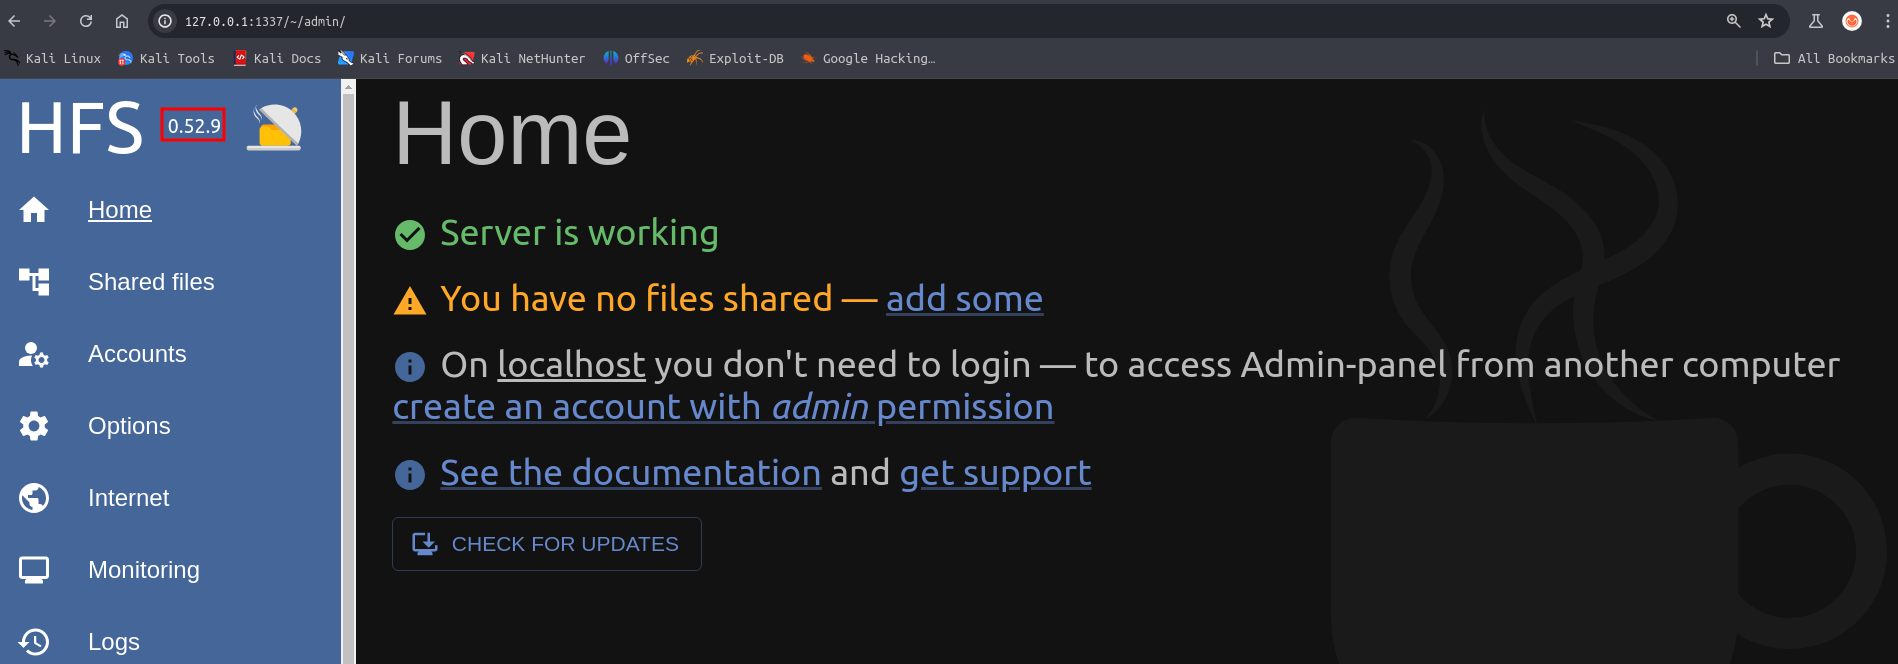 127.0.0.1:1337/~/admin/
Kali Linux Kali Tools Kali Docs Kali Forums Kali NetHunter OffSec Exploit-DB Google Hacking… All Bookmarks
HFS 0.52.9
Home
Shared files
Accounts
Options
Internet
Monitoring
Logs
Home
Server is working
You have no files shared — add some
On localhost you don't need to login — to access Admin-panel from another computer
create an account with admin permission
See the documentation and get support
CHECK FOR UPDATES